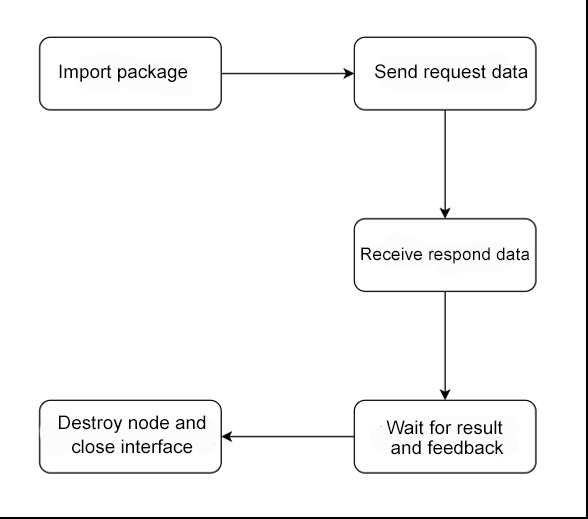 Import package
Send request data
Receive respond data
Wait for result
and feedback
Destroy node and
close interface